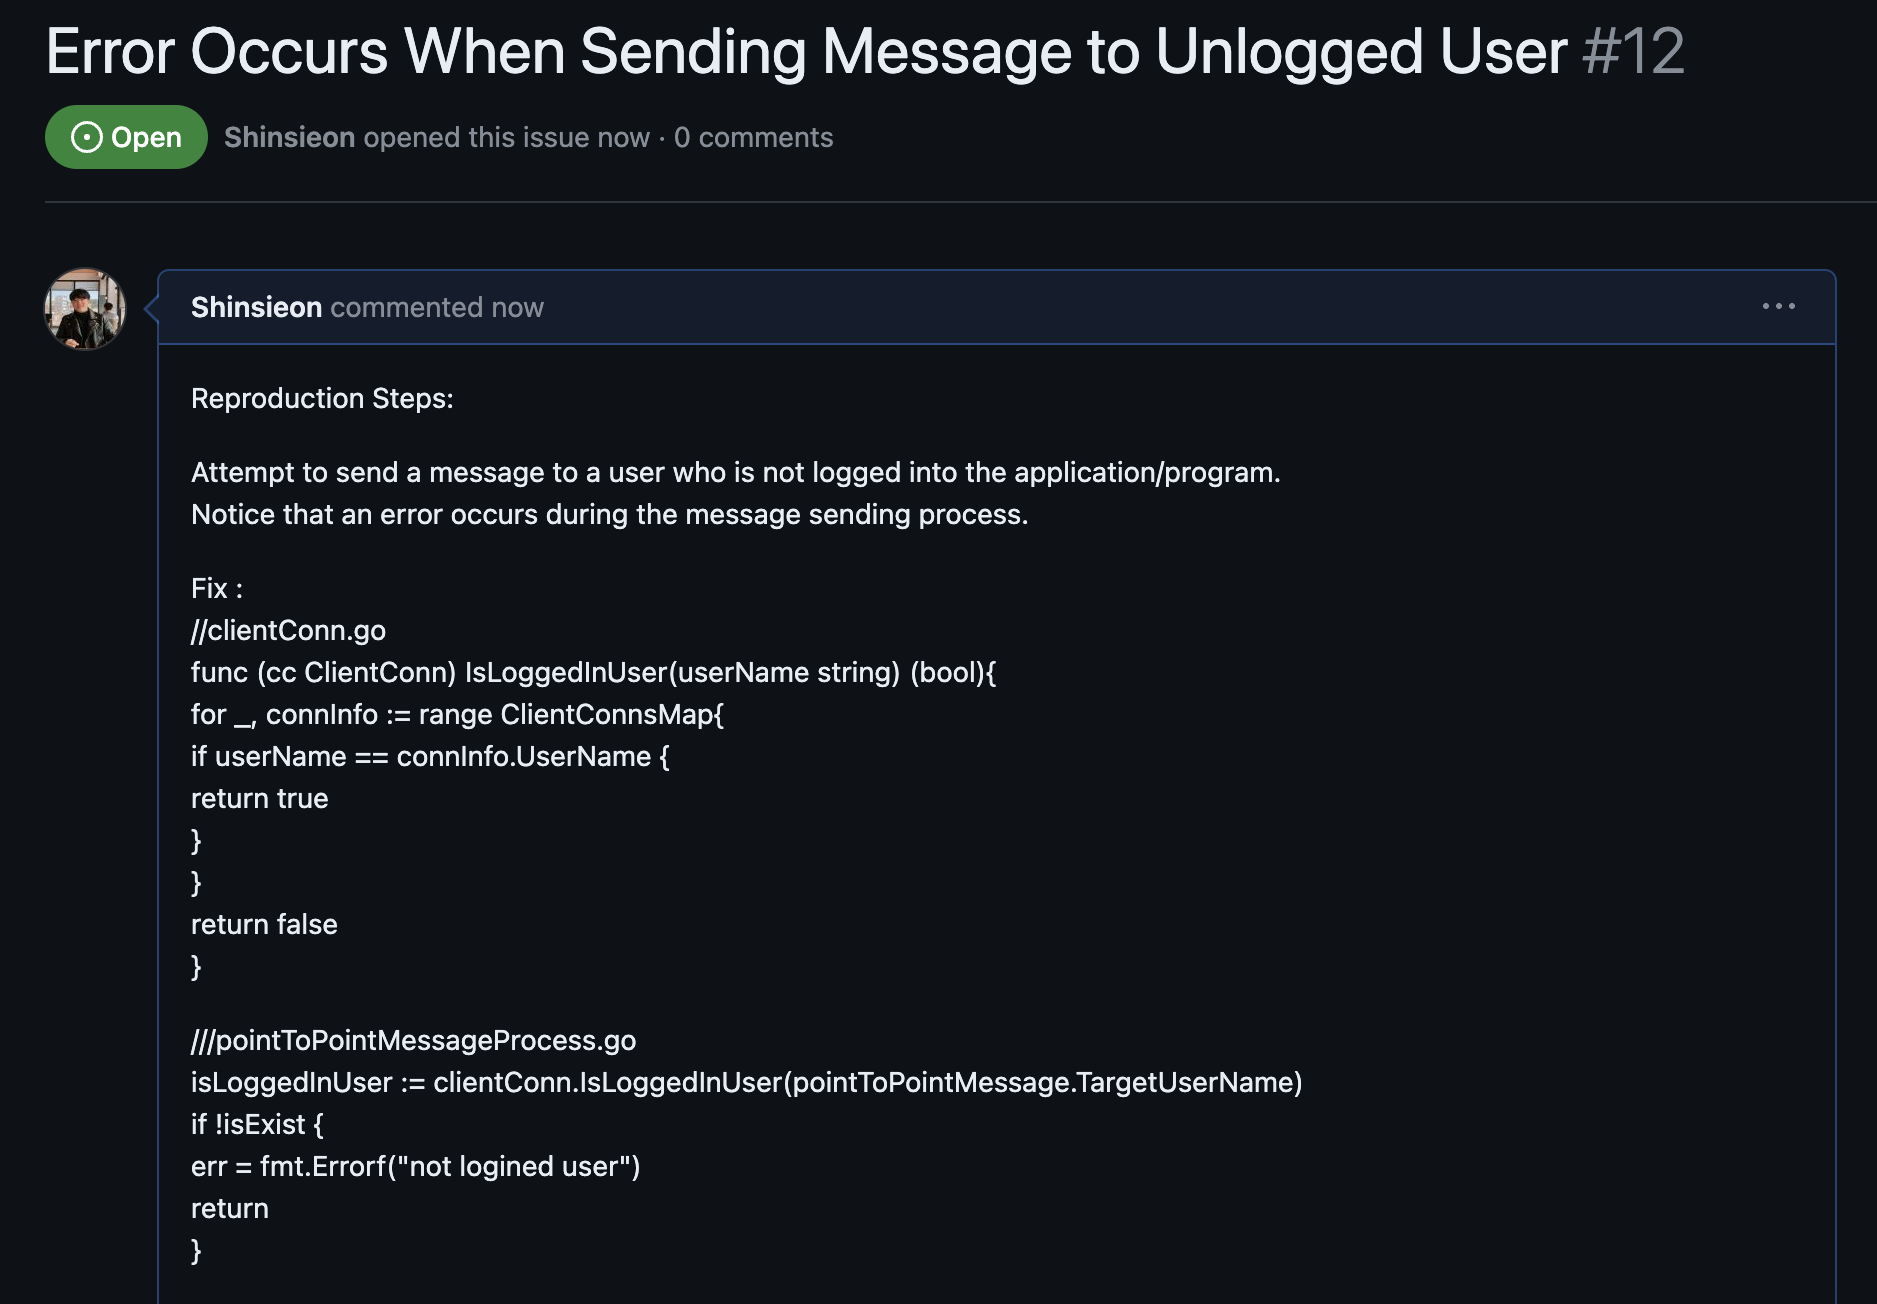 Error Occurs When Sending Message to Unlogged User #12
Open Shinsieon opened this issue now · 0 comments
Shinsieon commented now
Reproduction Steps:
Attempt to send a message to a user who is not logged into the application/program.
Notice that an error occurs during the message sending process.
Fix :
//clientConn.go
func (cc ClientConn) IsLoggedInUser(userName string) (bool){
for _, connInfo := range ClientConnsMap{
if userName == connInfo.UserName {
return true
}
}
return false
}
///pointToPointMessageProcess.go
isLoggedInUser := clientConn.IsLoggedInUser(pointToPointMessage.TargetUserName)
if !isExist {
err = fmt.Errorf("not logined user")
return
}